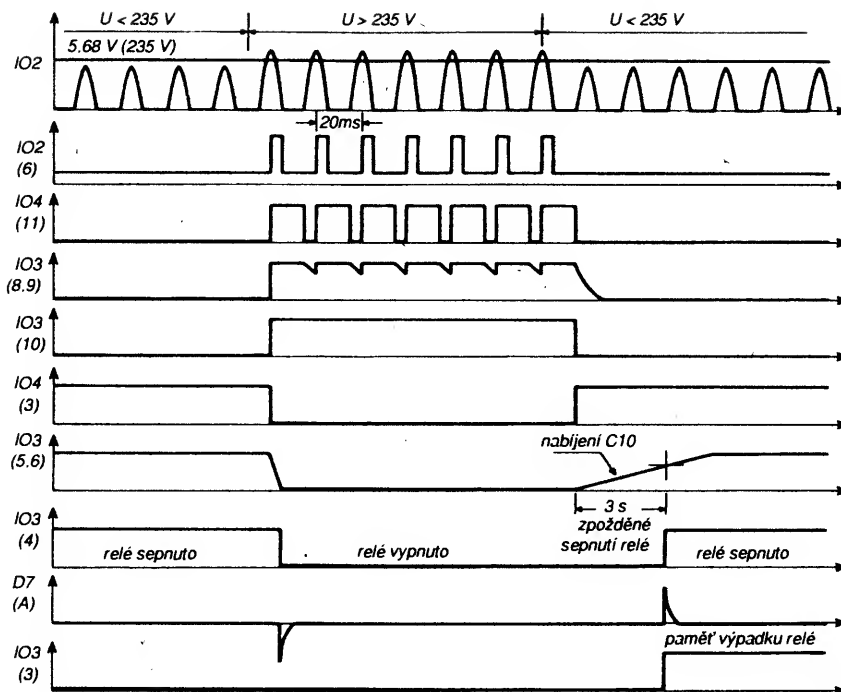 U < 235 V
U > 235 V
U < 235 V
5.68 V (235 V)
IO2
20ms
IO2
(6)
IO4
(11)
IO3
(8.9)
IO3
(10)
IO4
(3)
IO3
(5.6)
nabíjení C10
3 s
zpožděné
sepnutí relé
IO3
(4)
relé sepnuto
relé vypnuto
relé sepnuto
D7
(A)
paměť výpadku relé
IO3
(3)